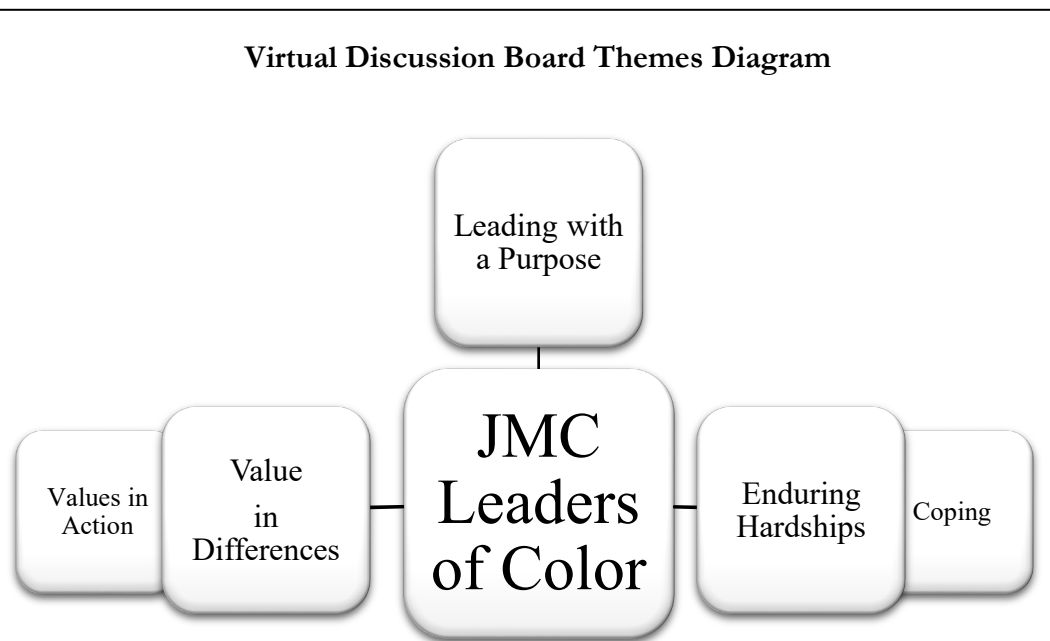 Virtual Discussion Board Themes Diagram
Leading with
a Purpose
Values in
Action
Value
in
Differences
JMC
Leaders
of Color
Enduring
Hardships
Coping